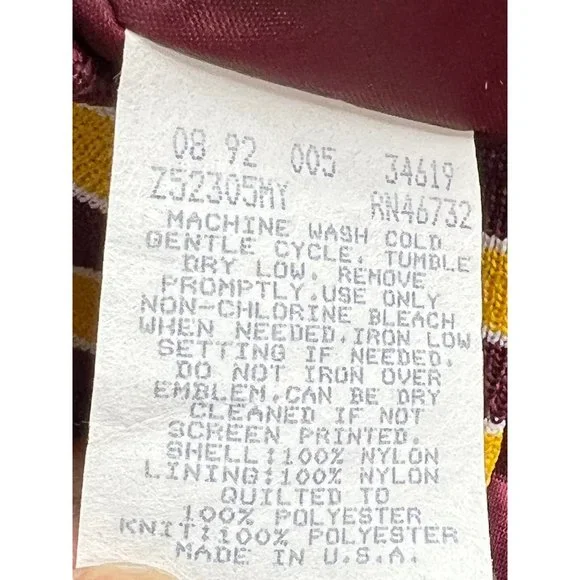 08 92 005 34619
Z52305MY RN46732
MACHINE WASH COLD
GENTLE CYCLE. TUMBLE
DRY LOW. REMOVE
PROMPTLY.USE ONLY
NON-CHLORINE BLEACH
WHEN NEEDED.IRON LOW
SETTING IF NEEDED.
DO NOT IRON OVER
EMBLEM.CAN BE DRY
CLEANED IF NOT
SCREEN PRINTED.
SHELL:100% NYLON
LINING:100% NYLON
QUILTED TO
100% POLYESTER
KNIT:100% POLYESTER
MADE IN U.S.A.